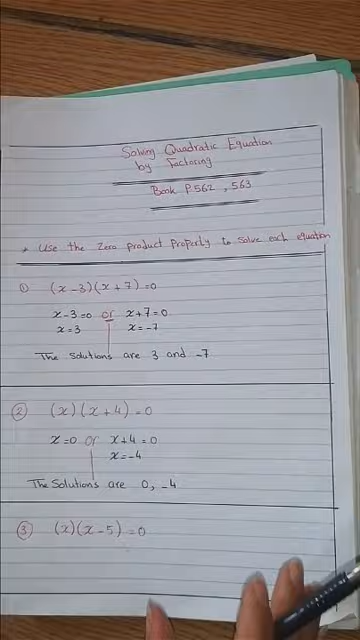 Solving Quadratic Equation
by Factoring
Book P.562 , 563
* Use the Zero product property to solve each equation
① (x-3)(x+7)=0
x-3=0 or x+7=0
x=3 x=-7
The solutions are 3 and -7
② (x)(x+4)=0
x=0 or x+4=0
x=-4
The Solutions are 0, -4
③ (x)(x-5)=0